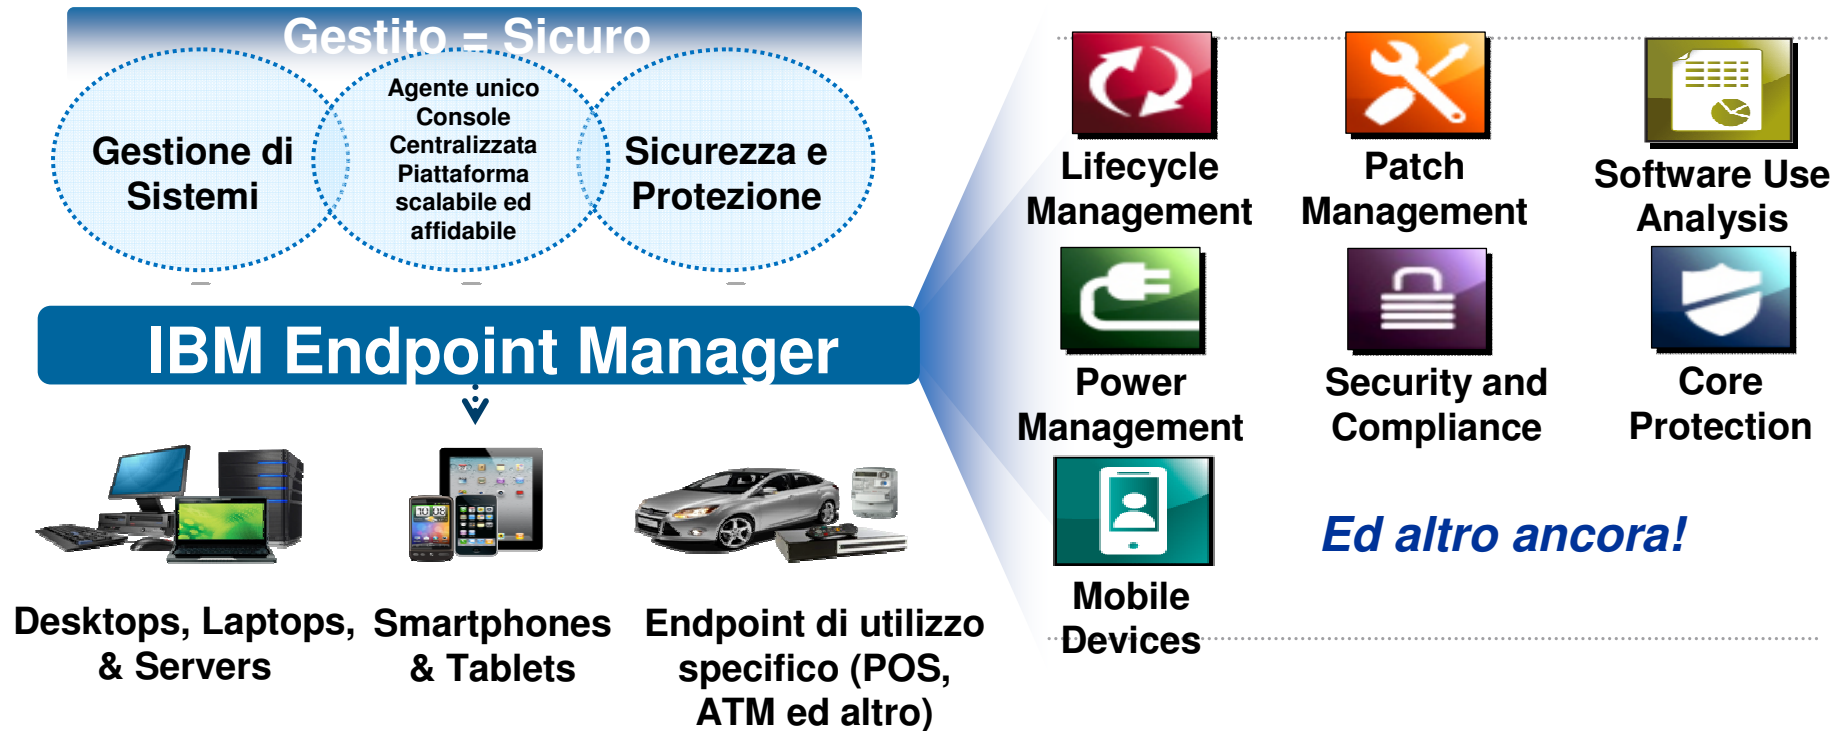 Gestito = Sicuro
Gestione di
Sistemi
Agente unico
Console
Centralizzata
Piattaforma
scalabile ed
affidabile
Sicurezza e
Protezione
IBM Endpoint Manager
Desktops, Laptops,
& Servers
Smartphones
& Tablets
Endpoint di utilizzo
specifico (POS,
ATM ed altro)
Lifecycle
Management
Patch
Management
Software Use
Analysis
Power
Management
Security and
Compliance
Core
Protection
Mobile
Devices
Ed altro ancora!